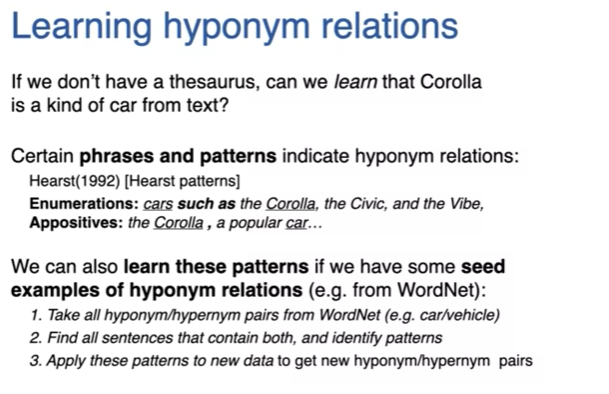 Learning hyponym relations
If we don't have a thesaurus, can we learn that Corolla
is a kind of car from text?
Certain phrases and patterns indicate hyponym relations:
Hearst(1992) [Hearst patterns]
Enumerations: cars such as the Corolla, the Civic, and the Vibe,
Appositives: the Corolla , a popular car…
We can also learn these patterns if we have some seed
examples of hyponym relations (e.g. from WordNet):
1. Take all hyponym/hypernym pairs from WordNet (e.g. car/vehicle)
2. Find all sentences that contain both, and identify patterns
3. Apply these patterns to new data to get new hyponym/hypernym pairs